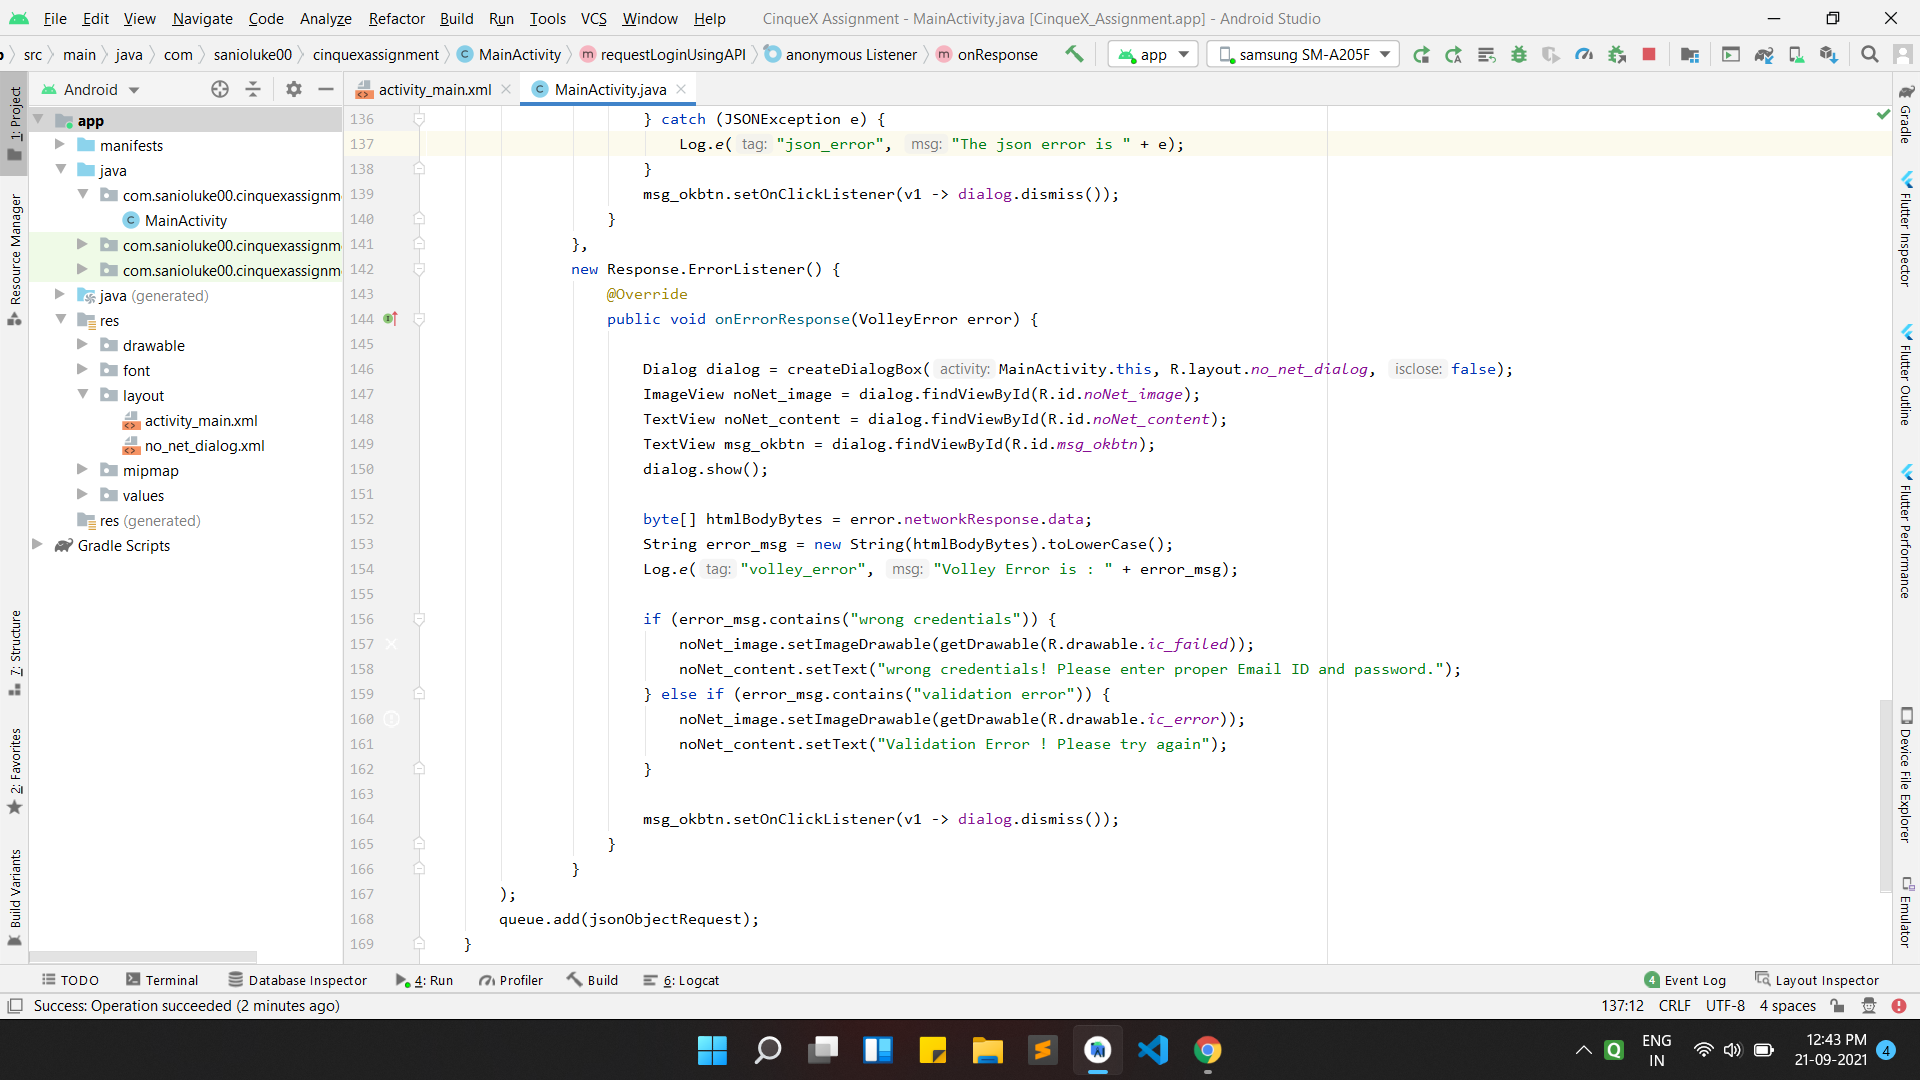 File Edit View Navigate Code Analyze Refactor Build Run Tools VCS Window Help CinqueX Assignment - MainActivity.java [CinqueX_Assignment.app] - Android Studio
src main java com sanioluke00 cinquexassignment MainActivity requestLoginUsingAPI anonymous Listener onResponse app samsung SM-A205F
Android activity_main.xml MainActivity.java
1: Project
Resource Manager
7: Structure
2: Favorites
Build Variants
app
manifests
java
com.sanioluke00.cinquexassignm
MainActivity
com.sanioluke00.cinquexassignm
com.sanioluke00.cinquexassignm
java (generated)
res
drawable
font
layout
activity_main.xml
no_net_dialog.xml
mipmap
values
res (generated)
Gradle Scripts
136 } catch (JSONException e) {
137 Log.e( tag: "json_error", msg: "The json error is " + e);
138 }
139 msg_okbtn.setOnClickListener(v1 -> dialog.dismiss());
140 }
141 },
142 new Response.ErrorListener() {
143 @Override
144 public void onErrorResponse(VolleyError error) {
145
146 Dialog dialog = createDialogBox( activity: MainActivity.this, R.layout.no_net_dialog, isclose: false);
147 ImageView noNet_image = dialog.findViewById(R.id.noNet_image);
148 TextView noNet_content = dialog.findViewById(R.id.noNet_content);
149 TextView msg_okbtn = dialog.findViewById(R.id.msg_okbtn);
150 dialog.show();
151
152 byte[] htmlBodyBytes = error.networkResponse.data;
153 String error_msg = new String(htmlBodyBytes).toLowerCase();
154 Log.e( tag: "volley_error", msg: "Volley Error is : " + error_msg);
155
156 if (error_msg.contains("wrong credentials")) {
157 noNet_image.setImageDrawable(getDrawable(R.drawable.ic_failed));
158 noNet_content.setText("wrong credentials! Please enter proper Email ID and password.");
159 } else if (error_msg.contains("validation error")) {
160 noNet_image.setImageDrawable(getDrawable(R.drawable.ic_error));
161 noNet_content.setText("Validation Error ! Please try again");
162 }
163
164 msg_okbtn.setOnClickListener(v1 -> dialog.dismiss());
165 }
166 }
167 );
168 queue.add(jsonObjectRequest);
169 }
Gradle
Flutter Inspector
Flutter Outline
Flutter Performance
Device File Explorer
Emulator
TODO Terminal Database Inspector 4: Run Profiler Build 6: Logcat 4 Event Log Layout Inspector
Success: Operation succeeded (2 minutes ago) 137:12 CRLF UTF-8 4 spaces
ENG
IN
12:43 PM
21-09-2021
4